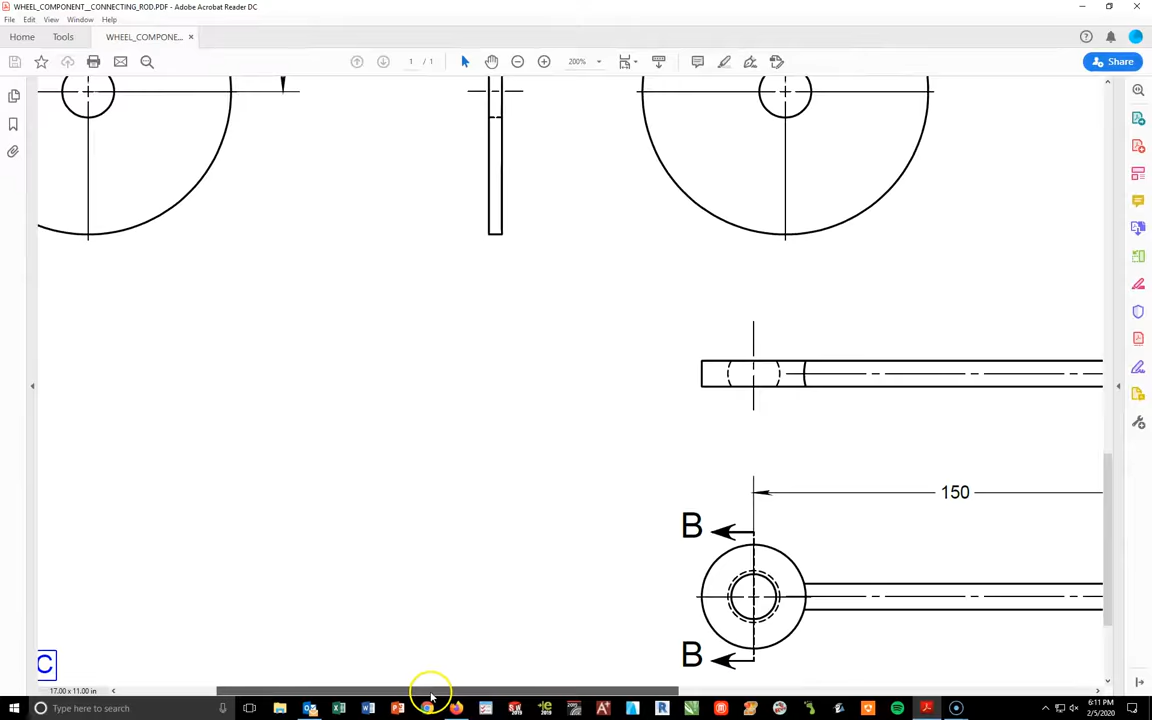 WHEEL_COMPONENT__CONNECTING_ROD.PDF - Adobe Acrobat Reader DC
File Edit View Window Help
Home Tools WHEEL_COMPONE... ×
1 / 1 200% Share
150
B
B
C
17.00 x 11.00 in
Type here to search
6:11 PM
2/5/2020